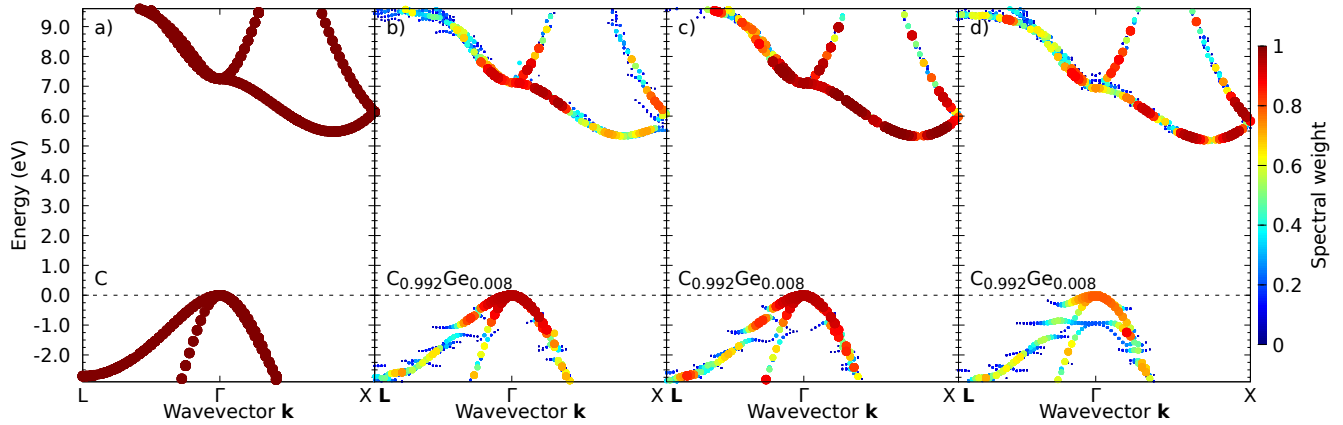 a)
b)
c)
d)
9.0
8.0
7.0
6.0
5.0
4.0
3.0
2.0
1.0
0.0
-1.0
-2.0
Energy (eV)
C
C0.992Ge0.008
C0.992Ge0.008
C0.992Ge0.008
L Γ X
L Γ X
L Γ X
L Γ X
Wavevector k
Wavevector k
Wavevector k
Wavevector k
1
0.8
0.6
0.4
0.2
0
Spectral weight